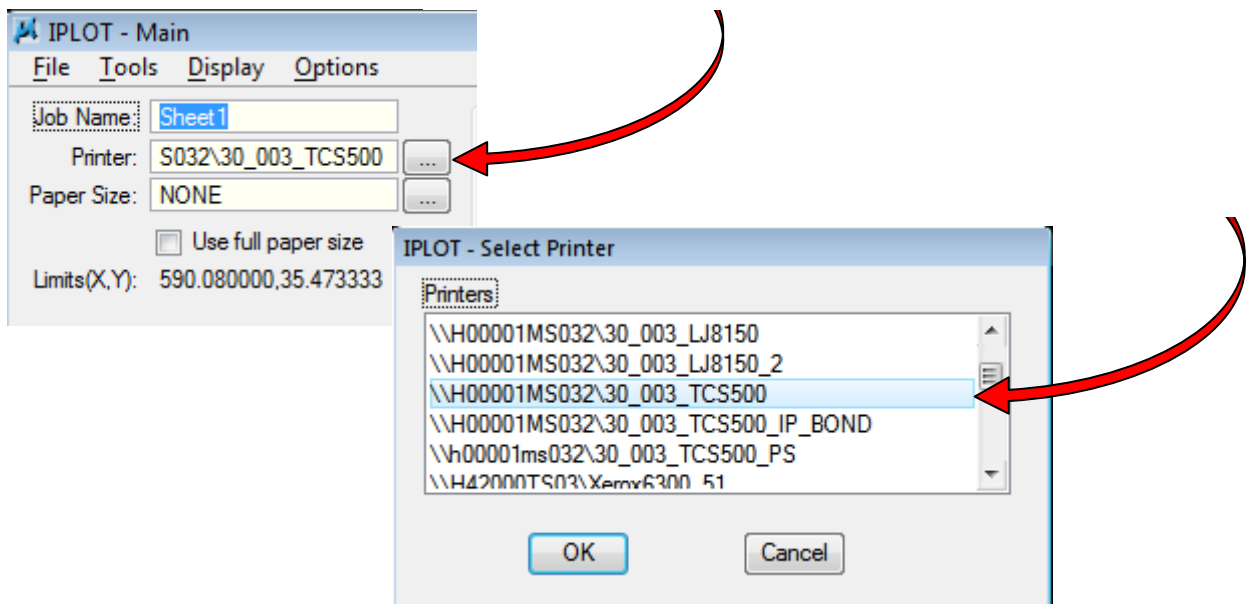 IPLOT - Main
File Tools Display Options
Job Name: Sheet1
Printer: S032\30_003_TCS500 ...
Paper Size: NONE ...
Use full paper size
Limits(X,Y): 590.080000,35.473333
IPLOT - Select Printer
Printers
\\H00001MS032\30_003_LJ8150
\\H00001MS032\30_003_LJ8150_2
\\H00001MS032\30_003_TCS500
\\H00001MS032\30_003_TCS500_IP_BOND
\\h00001ms032\30_003_TCS500_PS
\\H42000TS03\Xerox6300_51
OK Cancel